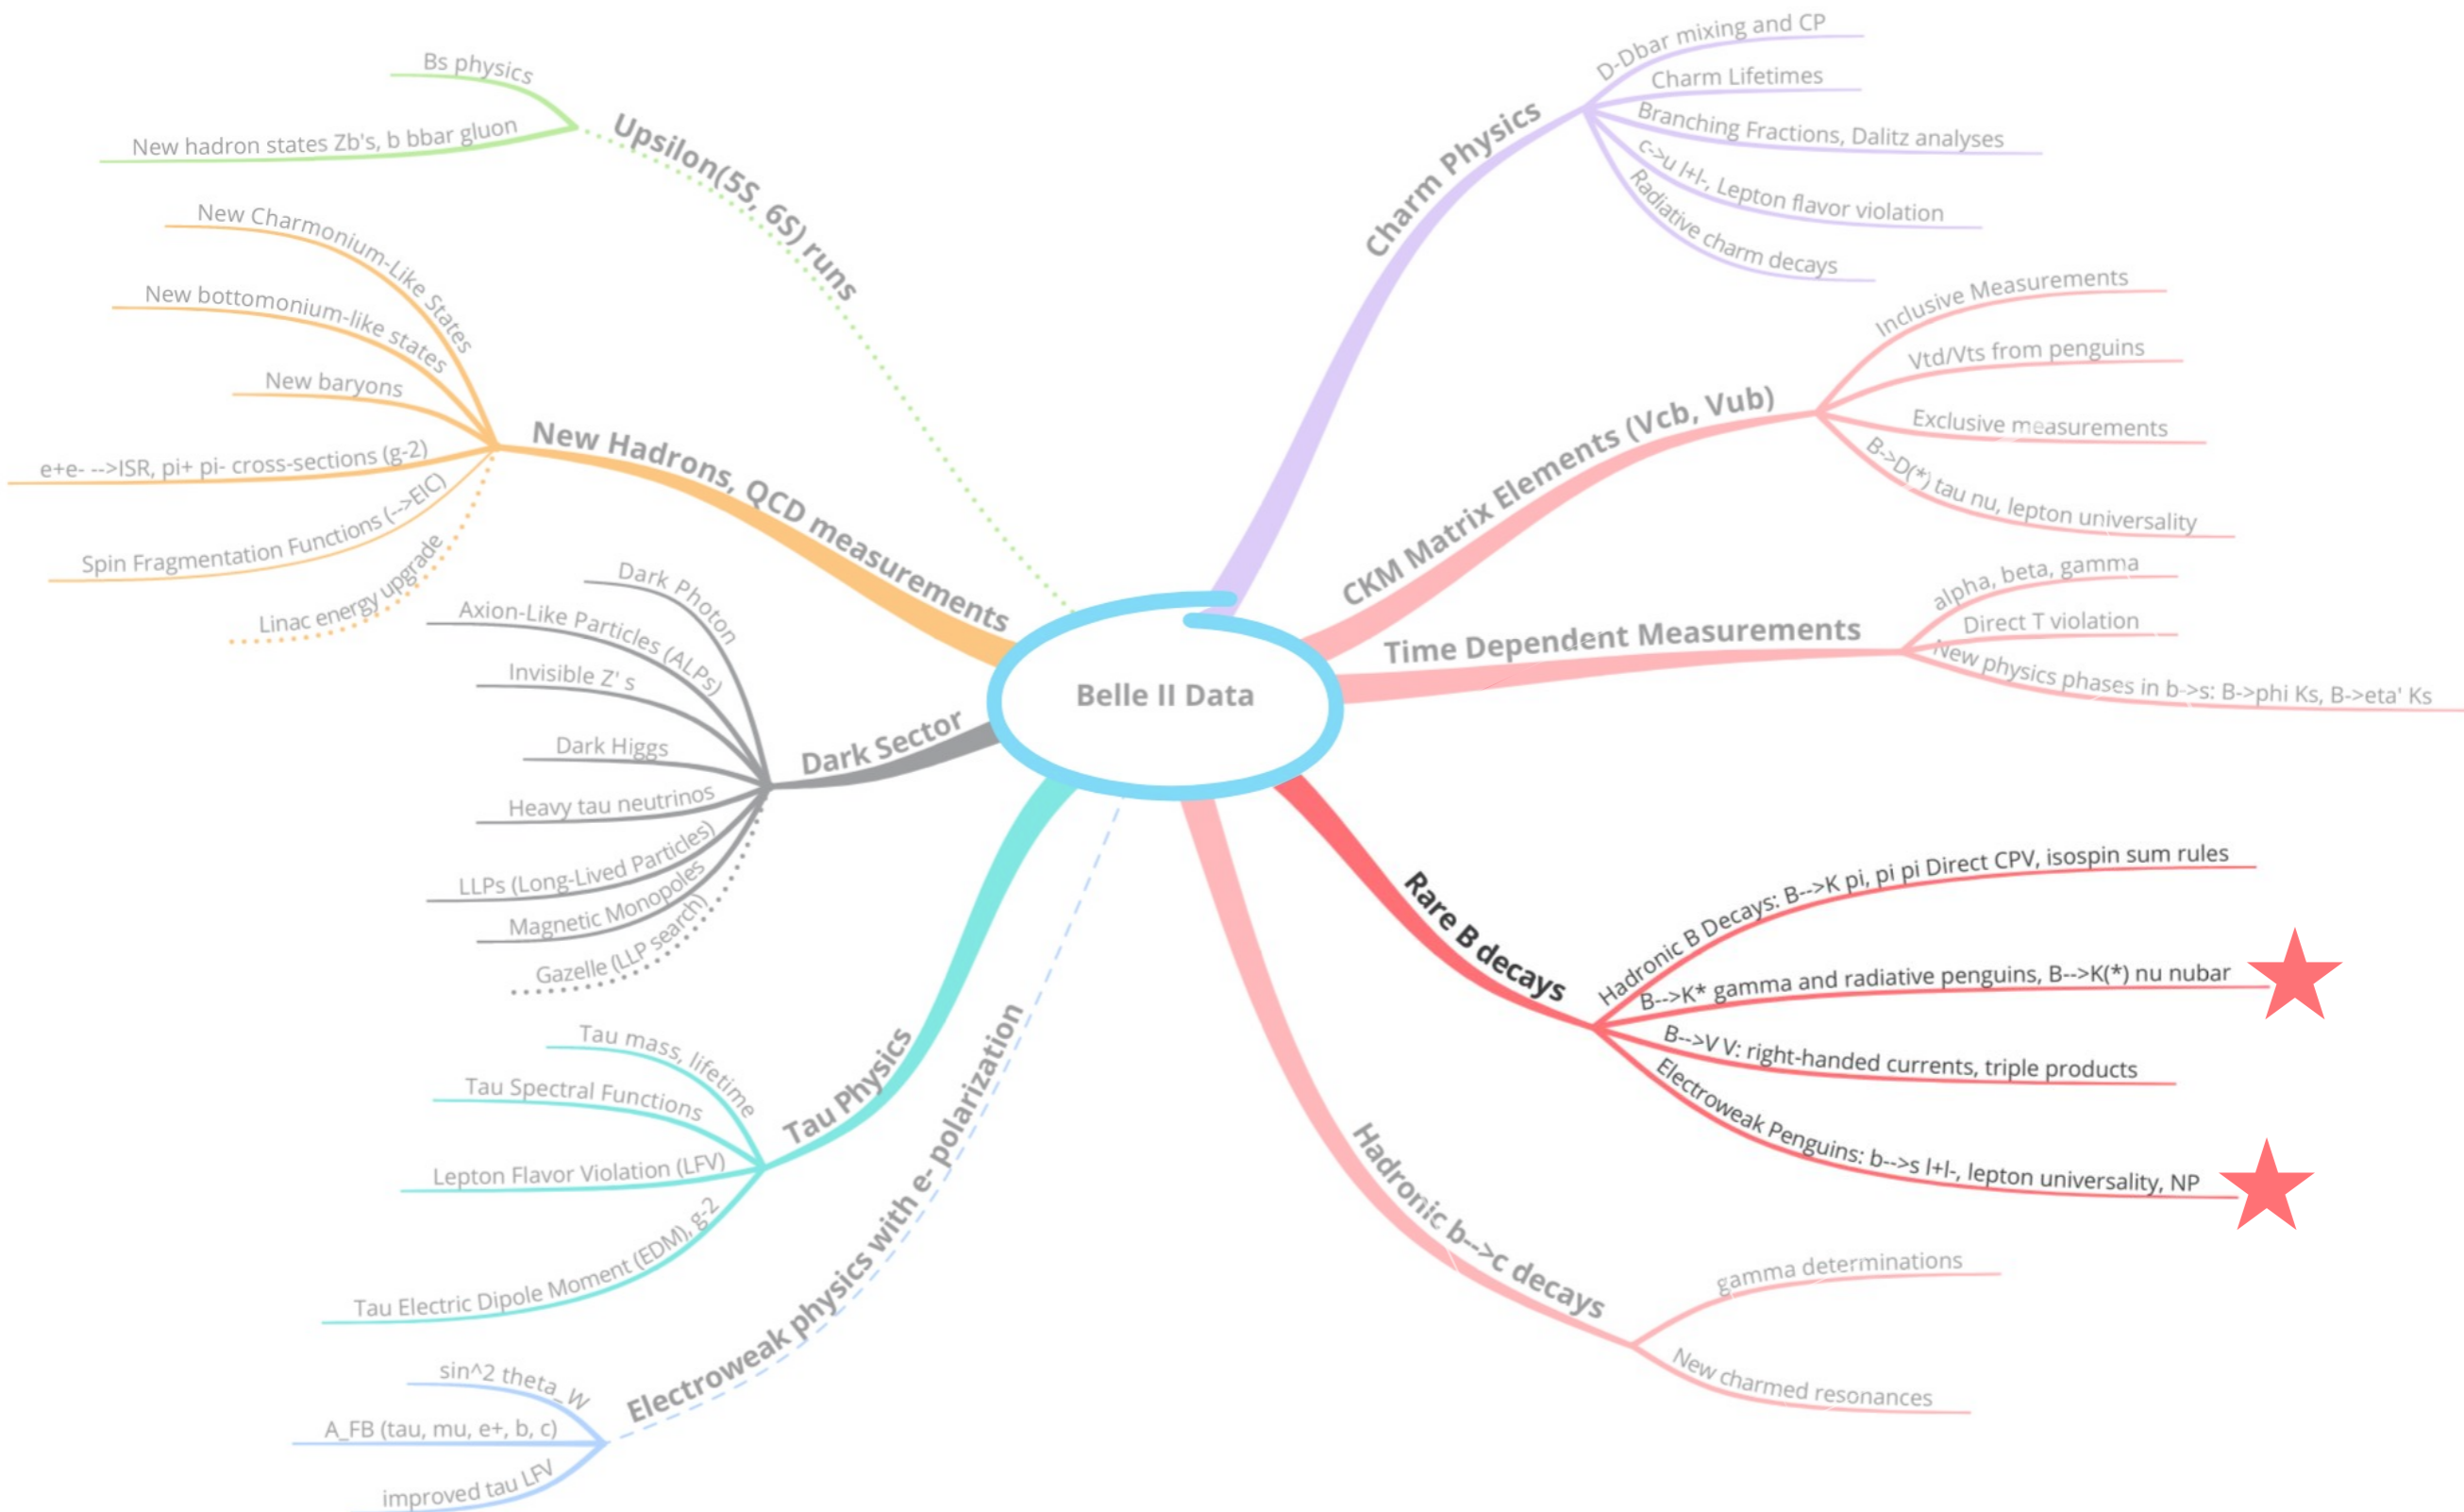 Belle II Data
Upsilon(5S, 6S) runs
Bs physics
New hadron states Zb's, b bbar gluon
New Hadrons, QCD measurements
New Charmonium-Like States
New bottomonium-like states
New baryons
e+e- -->ISR, pi+ pi- cross-sections (g-2)
Spin Fragmentation Functions (-->EIC)
Linac energy upgrade
Dark Sector
Dark Photon
Axion-Like Particles (ALPs)
Invisible Z' s
Dark Higgs
Heavy tau neutrinos
LLPs (Long-Lived Particles)
Magnetic Monopoles
Gazelle (LLP search)
Tau Physics
Tau mass, lifetime
Tau Spectral Functions
Lepton Flavor Violation (LFV)
Tau Electric Dipole Moment (EDM), g-2
Electroweak physics with e- polarization
sin^2 theta_W
A_FB (tau, mu, e+, b, c)
improved tau LFV
Charm Physics
D-Dbar mixing and CP
Charm Lifetimes
Branching Fractions, Dalitz analyses
c->u l+l-, Lepton flavor violation
Radiative charm decays
CKM Matrix Elements (Vcb, Vub)
Inclusive Measurements
Vtd/Vts from penguins
Exclusive measurements
B->D(*) tau nu, lepton universality
Time Dependent Measurements
alpha, beta, gamma
Direct T violation
New physics phases in b->s: B->phi Ks, B->eta' Ks
Rare B decays
Hadronic B Decays: B-->K pi, pi pi Direct CPV, isospin sum rules
B-->K* gamma and radiative penguins, B-->K(*) nu nubar
B-->V V: right-handed currents, triple products
Electroweak Penguins: b-->s l+l-, lepton universality, NP
Hadronic b-->c decays
gamma determinations
New charmed resonances